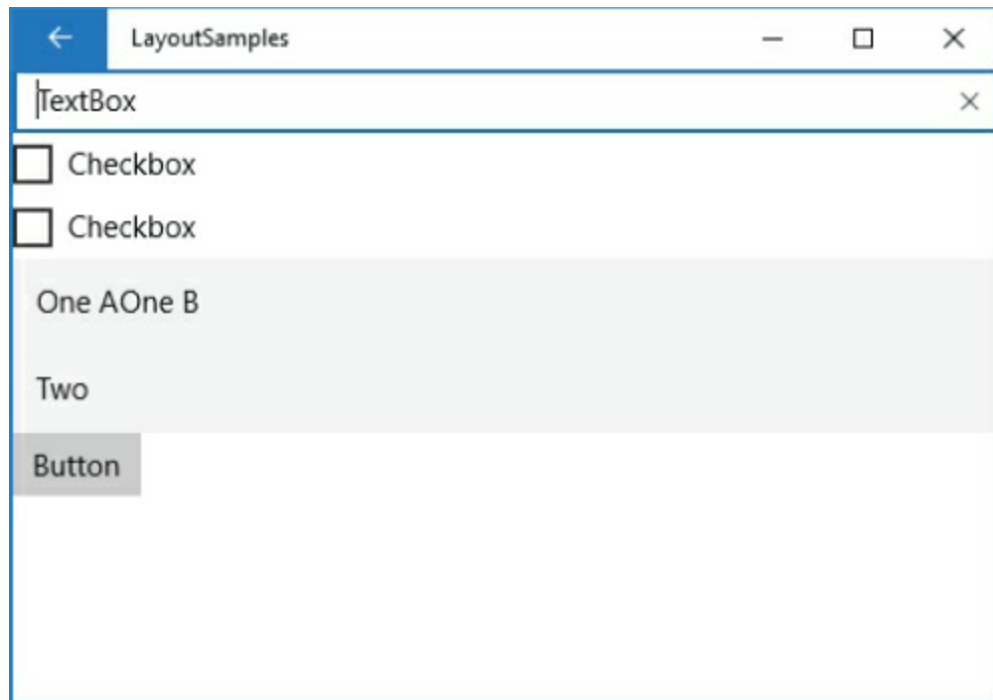 LayoutSamples
TextBox
Checkbox
Checkbox
One AOne B
Two
Button